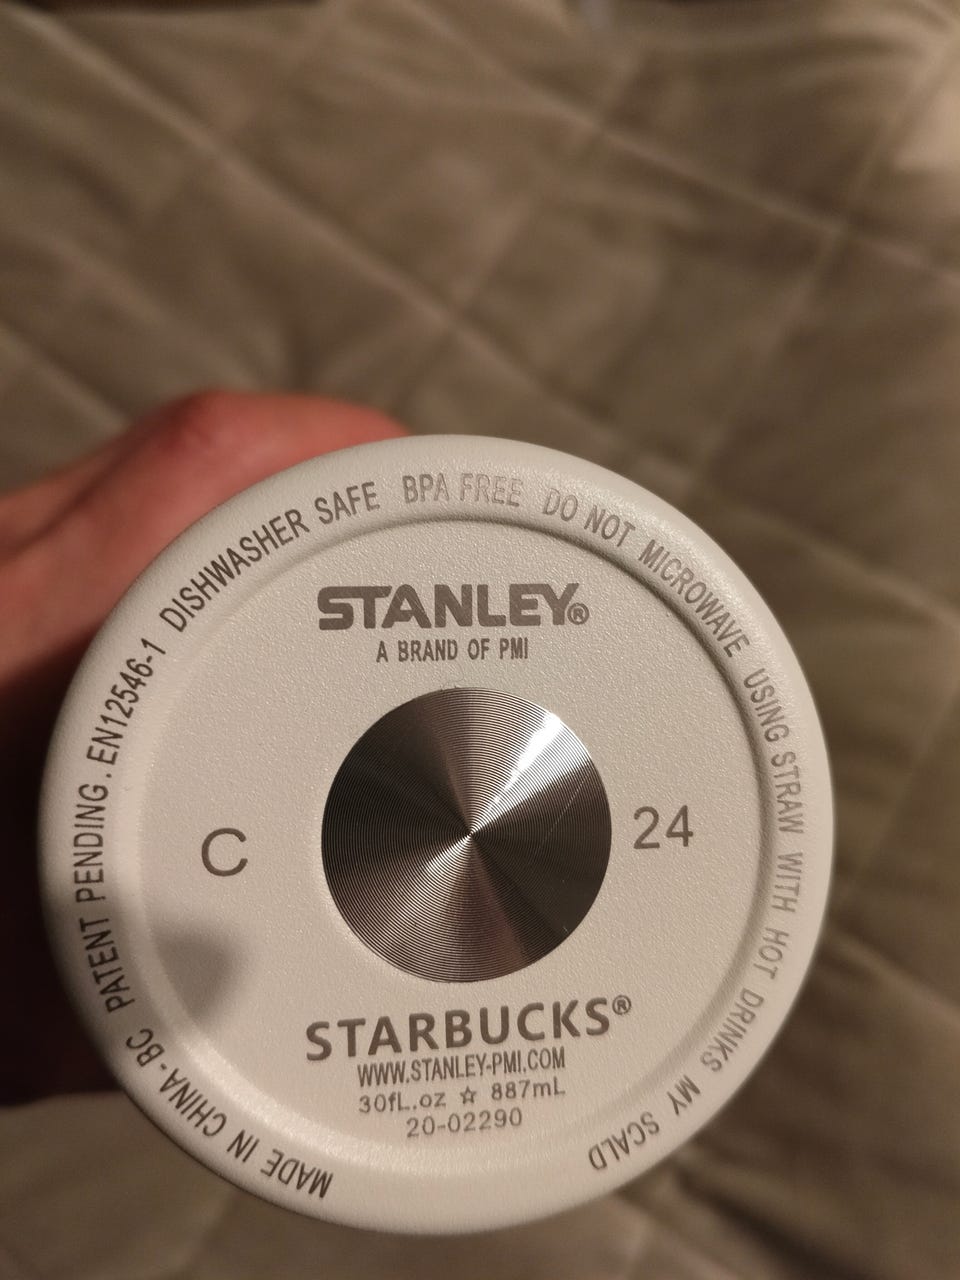 MADE IN CHINA-BC PATENT PENDING. EN12546-1 DISHWASHER SAFE BPA FREE DO NOT MICROWAVE USING STRAW WITH HOT DRINKS MY SCALD
STANLEY®
A BRAND OF PMI
C 24
STARBUCKS®
WWW.STANLEY-PMI.COM
30fL.oz ☆ 887mL
20-02290